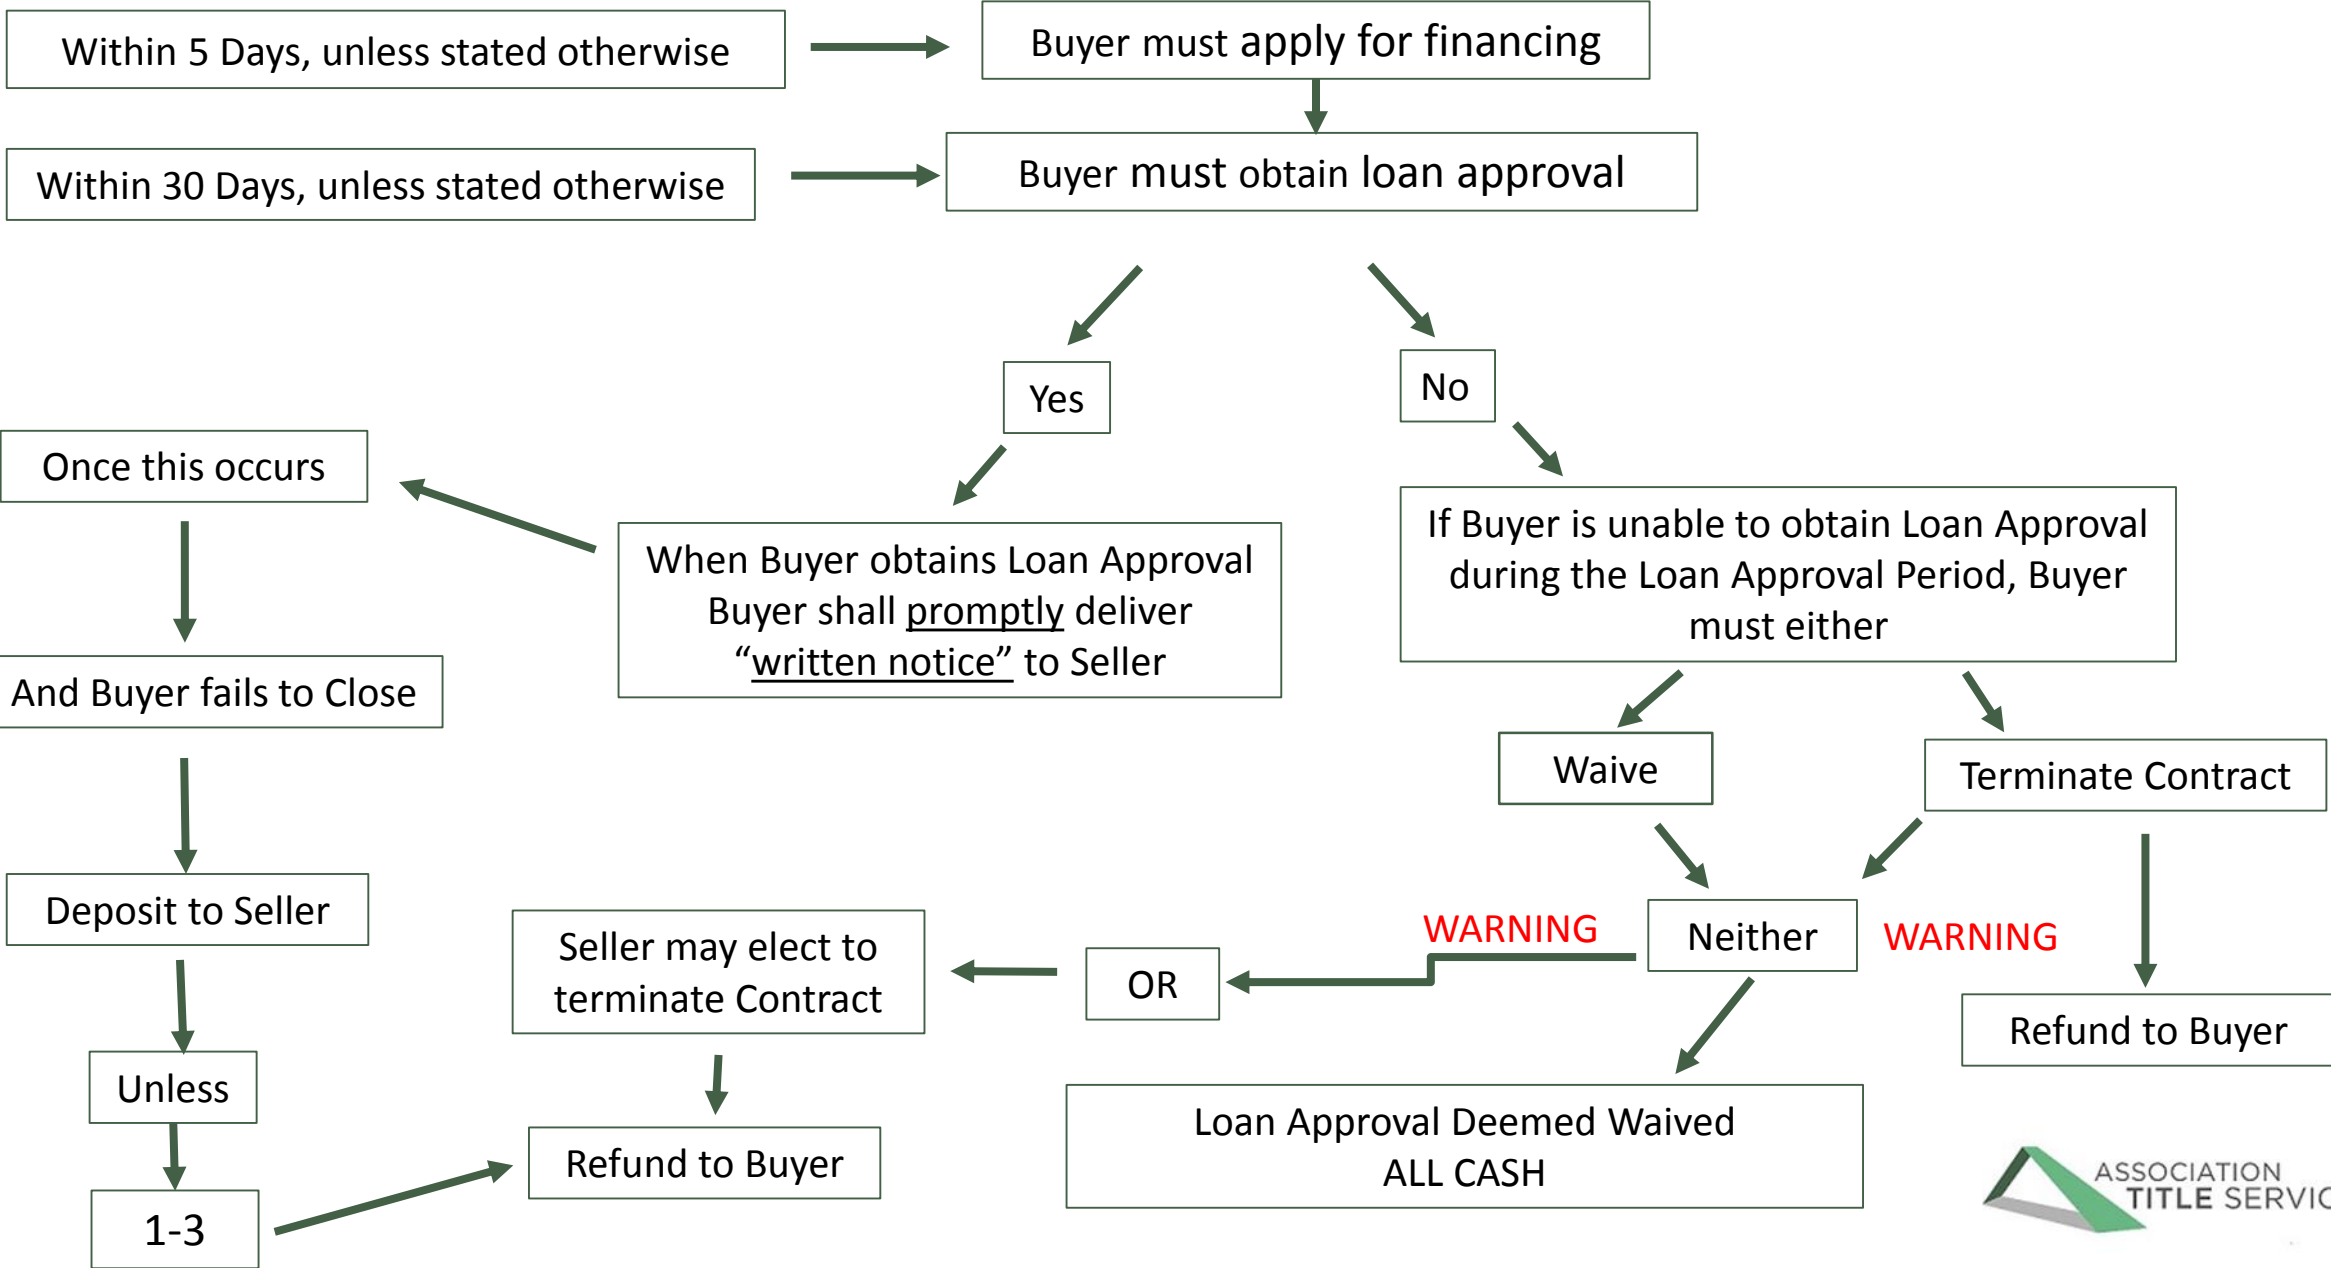 Within 5 Days, unless stated otherwise
Buyer must apply for financing
Within 30 Days, unless stated otherwise
Buyer must obtain loan approval
Yes
No
Once this occurs
When Buyer obtains Loan Approval
Buyer shall promptly deliver
“written notice” to Seller
If Buyer is unable to obtain Loan Approval
during the Loan Approval Period, Buyer
must either
And Buyer fails to Close
Waive
Terminate Contract
Deposit to Seller
Seller may elect to
terminate Contract
OR
WARNING
Neither
WARNING
Refund to Buyer
Unless
Refund to Buyer
Loan Approval Deemed Waived
ALL CASH
1-3
ASSOCIATION
TITLE SERVIC